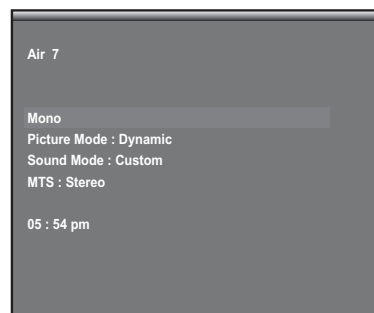 Air 7
Mono
Picture Mode : Dynamic
Sound Mode : Custom
MTS : Stereo
05 : 54 pm